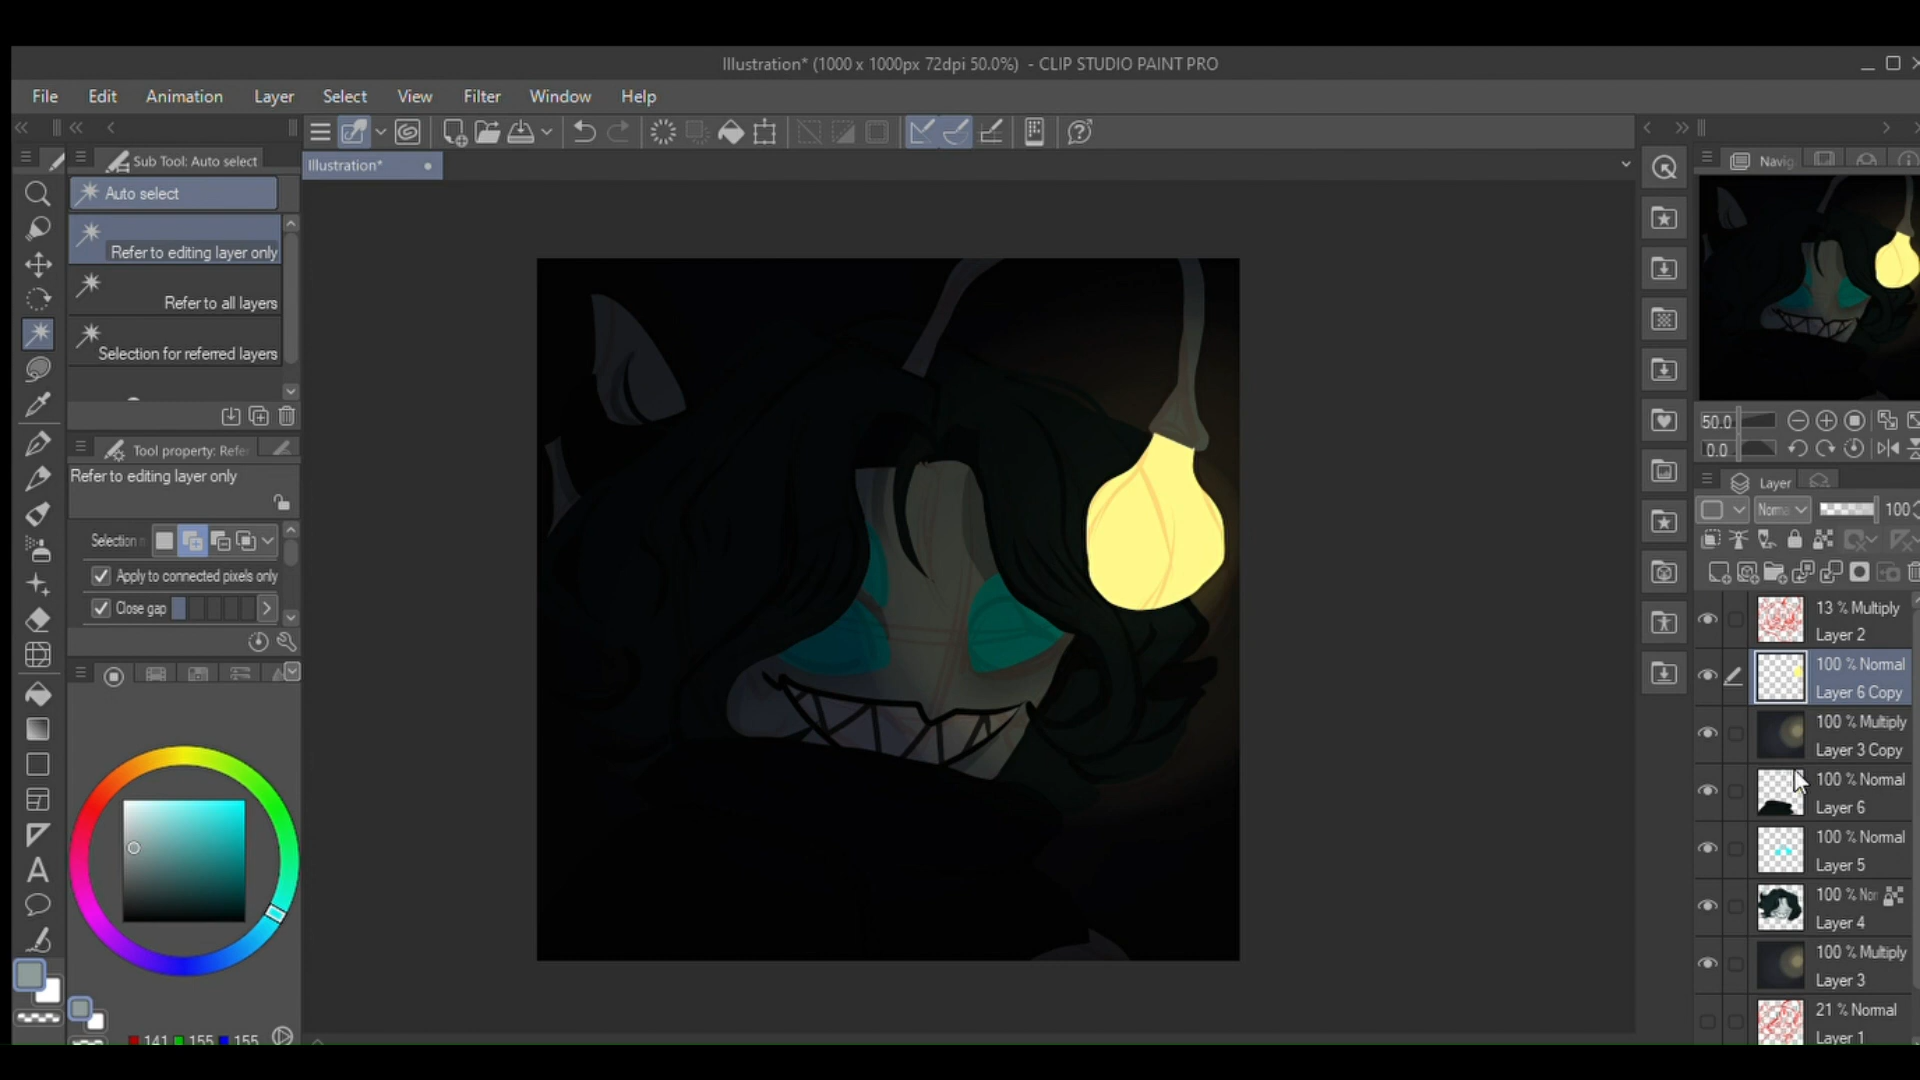 Illustration* (1000 x 1000px 72dpi 50.0%) - CLIP STUDIO PAINT PRO
File Edit Animation Layer Select View Filter Window Help
Sub Tool: Auto select
Illustration*
Navig
Auto select
Refer to editing layer only
Refer to all layers
Selection for referred layers
50.0
0.0
Tool property: Refe
Refer to editing layer only
Layer
100
Selection
Apply to connected pixels only
Close gap
13 % Multiply
Layer 2
100 % Normal
Layer 6 Copy
100 % Multiply
Layer 3 Copy
100 % Normal
Layer 6
100 % Normal
Layer 5
100 % Nor
Layer 4
100 % Multiply
Layer 3
21 % Normal
Layer 1
141 155 155